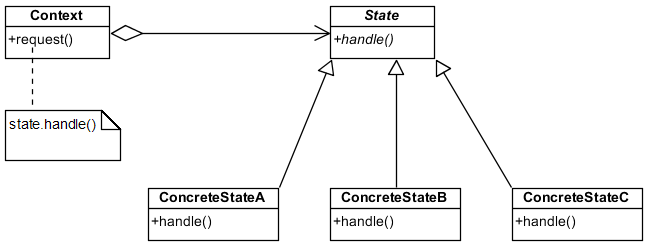 Context
+request()
State
+handle()
state.handle()
ConcreteStateA
+handle()
ConcreteStateB
+handle()
ConcreteStateC
+handle()